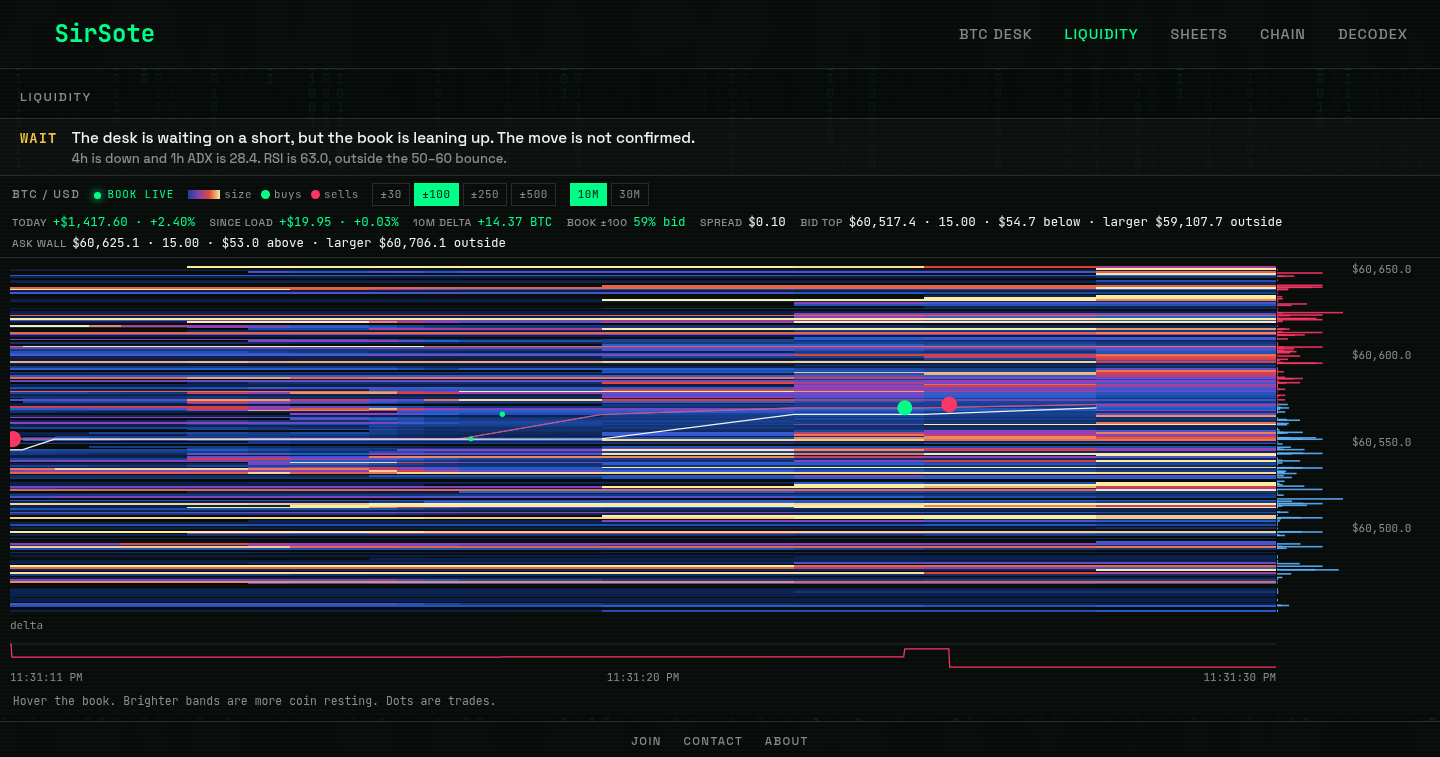 SirSote
BTC DESK LIQUIDITY SHEETS CHAIN DECODEX
LIQUIDITY
WAIT The desk is waiting on a short, but the book is leaning up. The move is not confirmed.
4h is down and 1h ADX is 28.4. RSI is 63.0, outside the 50–60 bounce.
BTC / USD BOOK LIVE size buys sells ±30 ±100 ±250 ±500 10M 30M
TODAY +$1,417.60 · +2.40% SINCE LOAD +$19.95 · +0.03% 10M DELTA +14.37 BTC BOOK ±100 59% bid SPREAD $0.10 BID TOP $60,517.4 · 15.00 · $54.7 below · larger $59,107.7 outside
ASK WALL $60,625.1 · 15.00 · $53.0 above · larger $60,706.1 outside
$60,650.0
$60,600.0
$60,550.0
$60,500.0
delta
11:31:11 PM 11:31:20 PM 11:31:30 PM
Hover the book. Brighter bands are more coin resting. Dots are trades.
JOIN CONTACT ABOUT